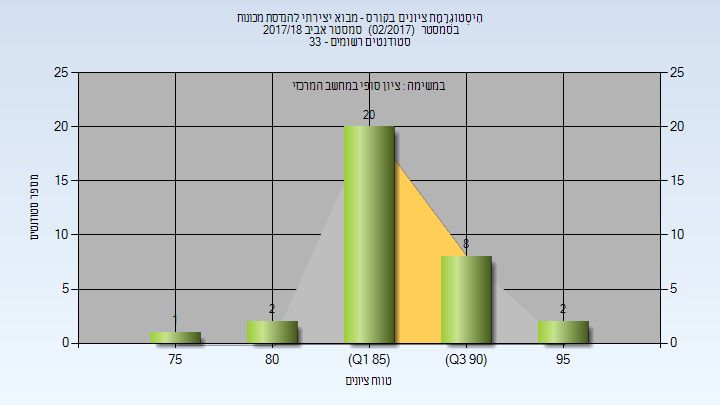 היסטוגרמת ציונים בקורס - מבוא יצירתי להנדסת מכונות
בסמסטר (02/2017) סמסטר אביב 2017/18
סטודנטים רשומים - 33
במשימה : ציון סופי במחשב המרכזי
25 25
20 20
15 15
10 10
5 5
0 0
מספר סטודנטים
1 2 20 8 2
75 80 (Q1 85) (Q3 90) 95
טווח ציונים